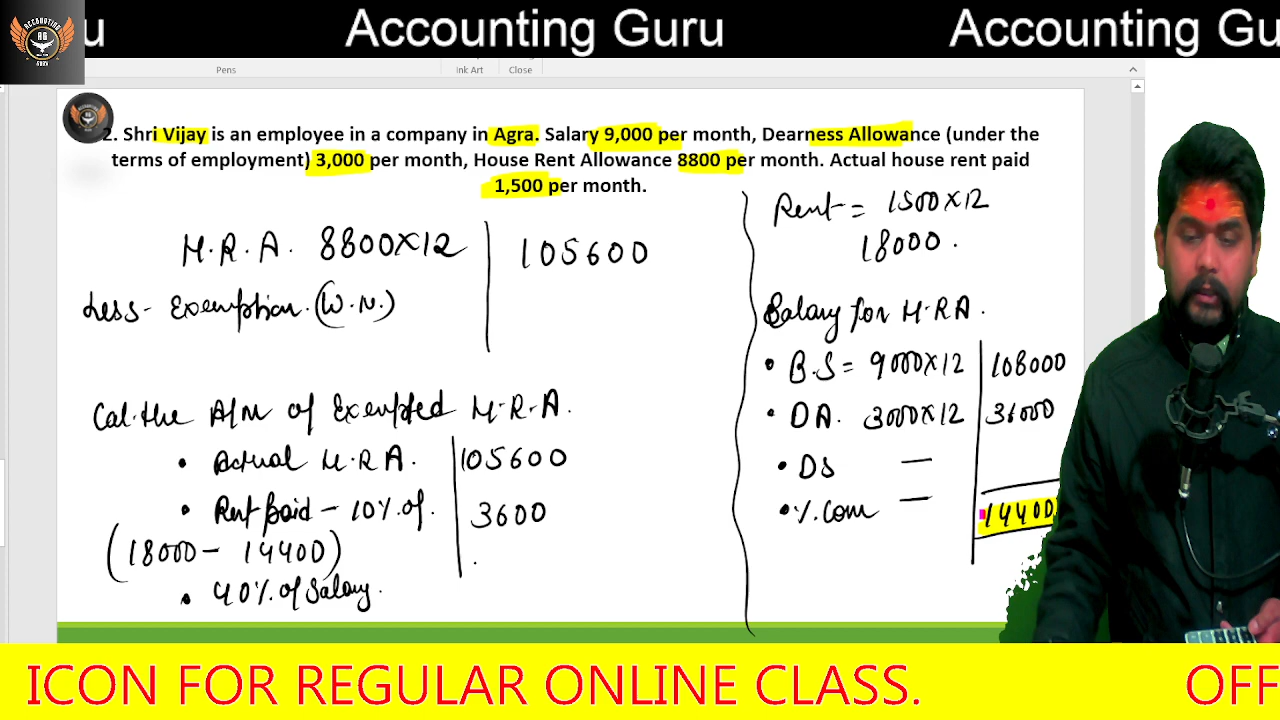 Accounting Guru
Accounting Gu
u
ACCOUNTING
AG
GURU
Pens
Ink Art
Close
2. Shri Vijay is an employee in a company in Agra. Salary 9,000 per month, Dearness Allowance (under the
terms of employment) 3,000 per month, House Rent Allowance 8800 per month. Actual house rent paid
1,500 per month.
H.R.A. 8800X12 105600
Less- Exemption. (W.N.)
Cal. the A/m of Exempted H-R-A.
• Actual H.R.A. 105600
• Rent paid - 10% of. 3600
(18000 - 14400)
• 40% of Salary.
Rent = 1500X12
18000.
Salary for H-RA.
• B.S = 9000X12 108000
• DA. 3000X12 36000
• DS —
• %. Com — 14400
ICON FOR REGULAR ONLINE CLASS.
OFF